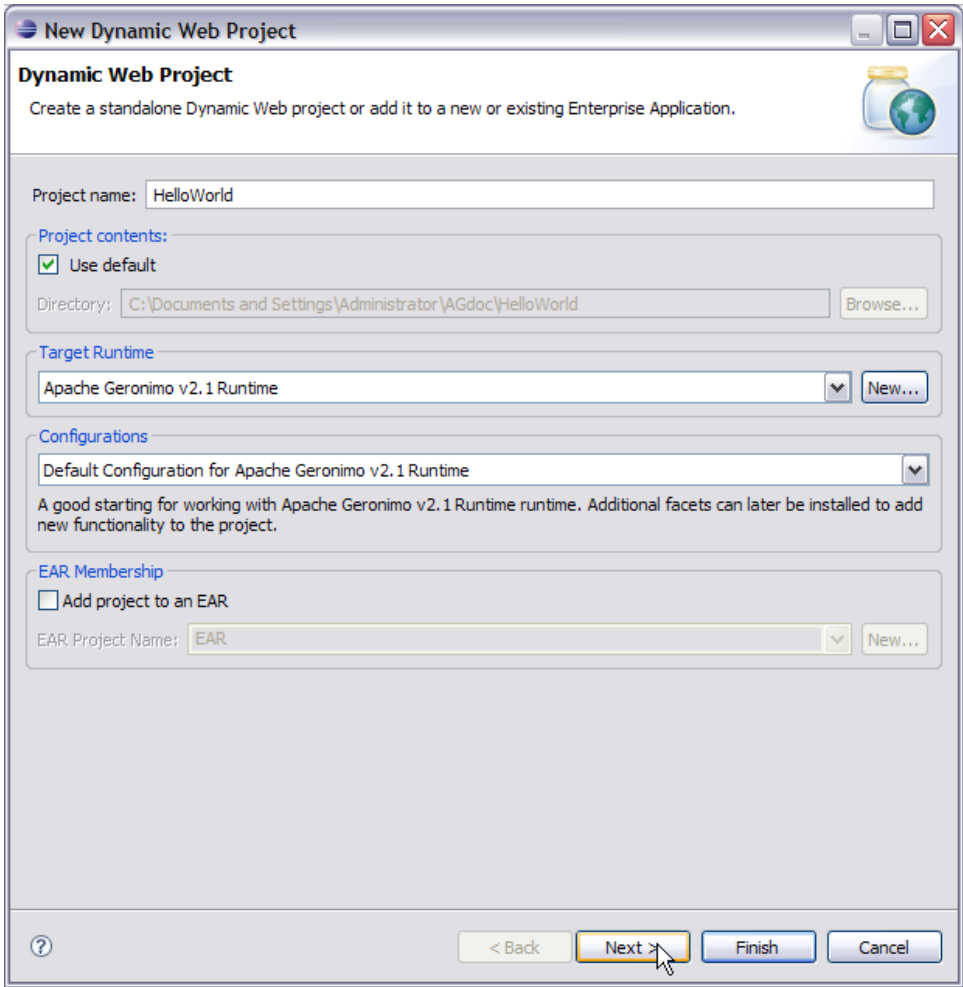 New Dynamic Web Project
Dynamic Web Project
Create a standalone Dynamic Web project or add it to a new or existing Enterprise Application.
Project name: HelloWorld
Project contents:
Use default
Directory: C:\Documents and Settings\Administrator\AGdoc\HelloWorld Browse...
Target Runtime
Apache Geronimo v2.1 Runtime New...
Configurations
Default Configuration for Apache Geronimo v2.1 Runtime
A good starting for working with Apache Geronimo v2.1 Runtime runtime. Additional facets can later be installed to add
new functionality to the project.
EAR Membership
Add project to an EAR
EAR Project Name: EAR New...
? < Back Next > Finish Cancel